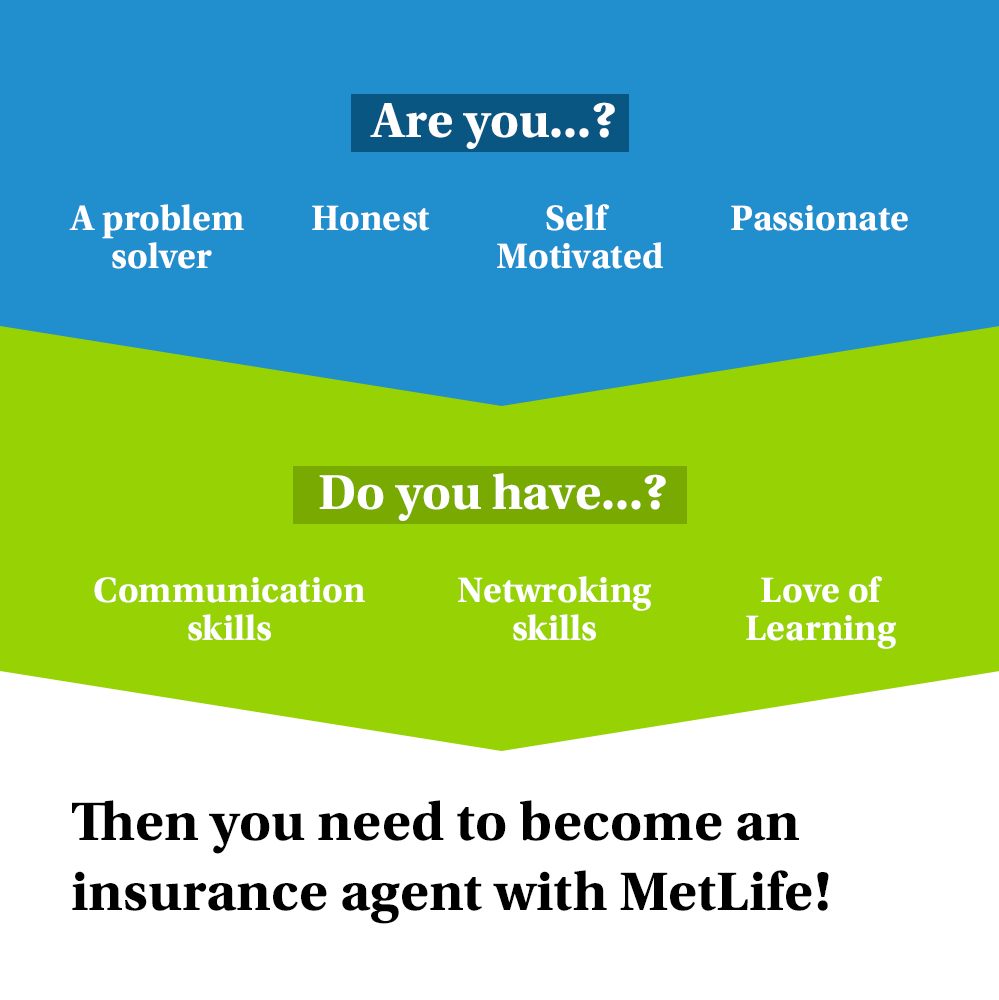 Are you...?
A problem
solver
Honest
Self
Motivated
Passionate
Do you have...?
Communication
skills
Netwroking
skills
Love of
Learning
Then you need to become an
insurance agent with MetLife!